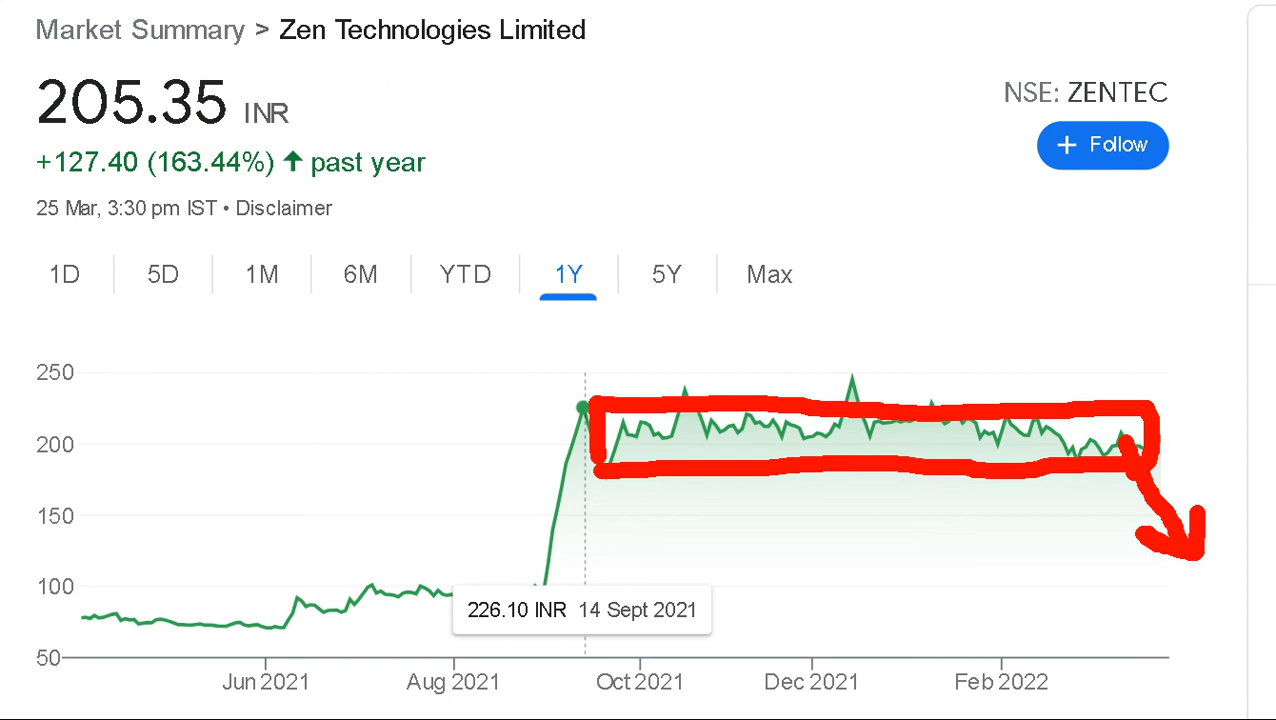 Market Summary > Zen Technologies Limited
205.35 INR
NSE: ZENTEC
+127.40 (163.44%) ↑ past year
+ Follow
25 Mar, 3:30 pm IST • Disclaimer
1D 5D 1M 6M YTD 1Y 5Y Max
250
200
150
100
226.10 INR 14 Sept 2021
50
Jun 2021 Aug 2021 Oct 2021 Dec 2021 Feb 2022